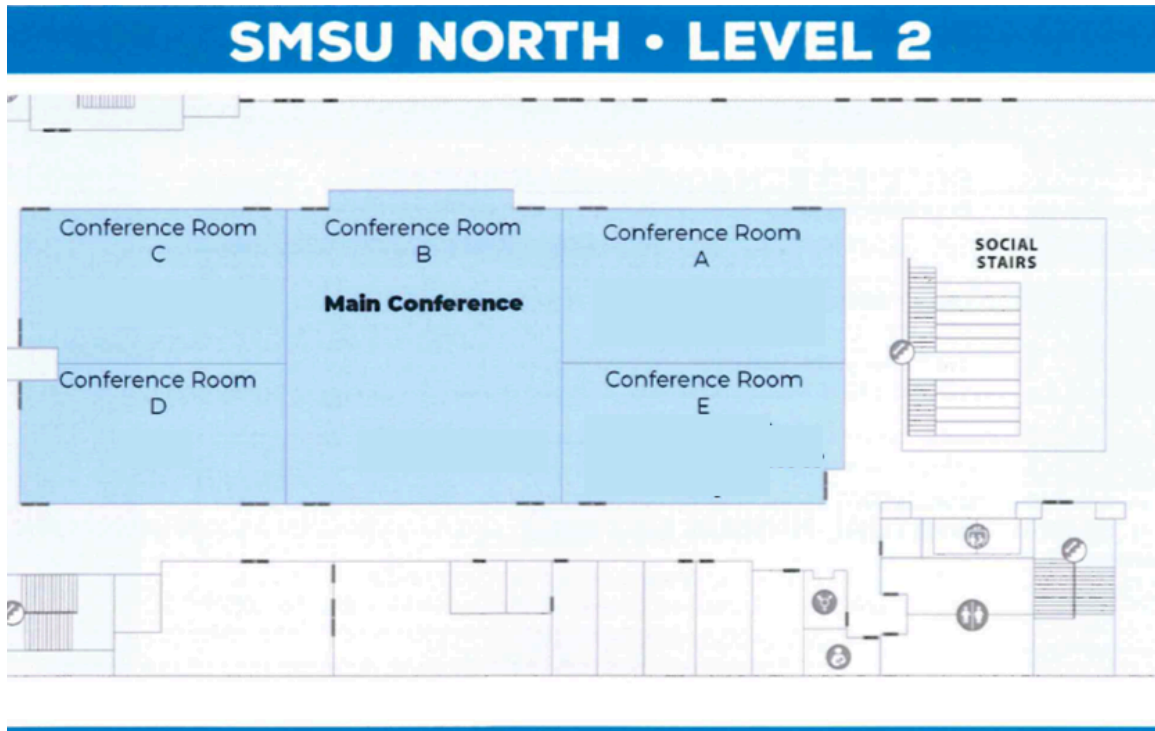 SMSU NORTH • LEVEL 2
Conference Room
C
Conference Room
B
Conference Room
A
Main Conference
SOCIAL
STAIRS
Conference Room
D
Conference Room
E